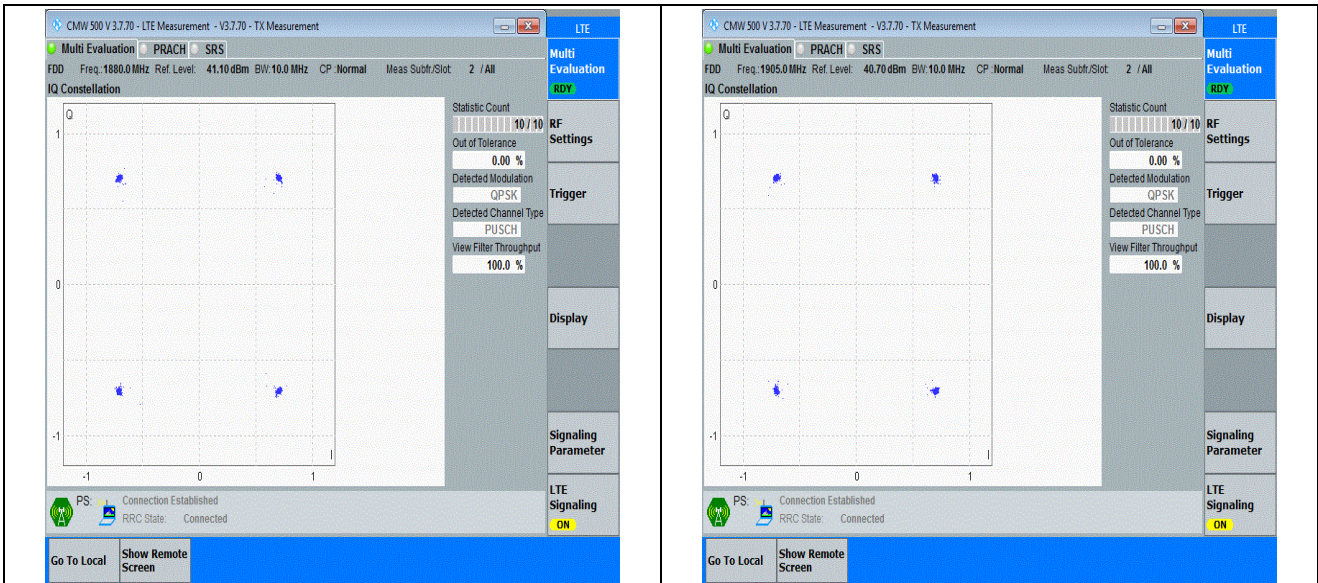 CMW 500 V 3.7.70 - LTE Measurement - V3.7.70 - TX Measurement
LTE
Multi Evaluation PRACH SRS
Multi
Evaluation
RDY
FDD Freq.:1880.0 MHz Ref. Level: 41.10 dBm BW:10.0 MHz CP :Normal Meas Subfr./Slot: 2 / All
IQ Constellation
Q
1
0
-1
-1 0 1
I
Statistic Count
10 / 10
Out of Tolerance
0.00 %
Detected Modulation
QPSK
Detected Channel Type
PUSCH
View Filter Throughput
100.0 %
RF
Settings
Trigger
Display
Signaling
Parameter
LTE
Signaling
ON
PS: Connection Established
RRC State: Connected
Go To Local
Show Remote
Screen
CMW 500 V 3.7.70 - LTE Measurement - V3.7.70 - TX Measurement
LTE
Multi Evaluation PRACH SRS
Multi
Evaluation
RDY
FDD Freq.:1905.0 MHz Ref. Level: 40.70 dBm BW:10.0 MHz CP :Normal Meas Subfr./Slot: 2 / All
IQ Constellation
Q
1
0
-1
-1 0 1
I
Statistic Count
10 / 10
Out of Tolerance
0.00 %
Detected Modulation
QPSK
Detected Channel Type
PUSCH
View Filter Throughput
100.0 %
RF
Settings
Trigger
Display
Signaling
Parameter
LTE
Signaling
ON
PS: Connection Established
RRC State: Connected
Go To Local
Show Remote
Screen